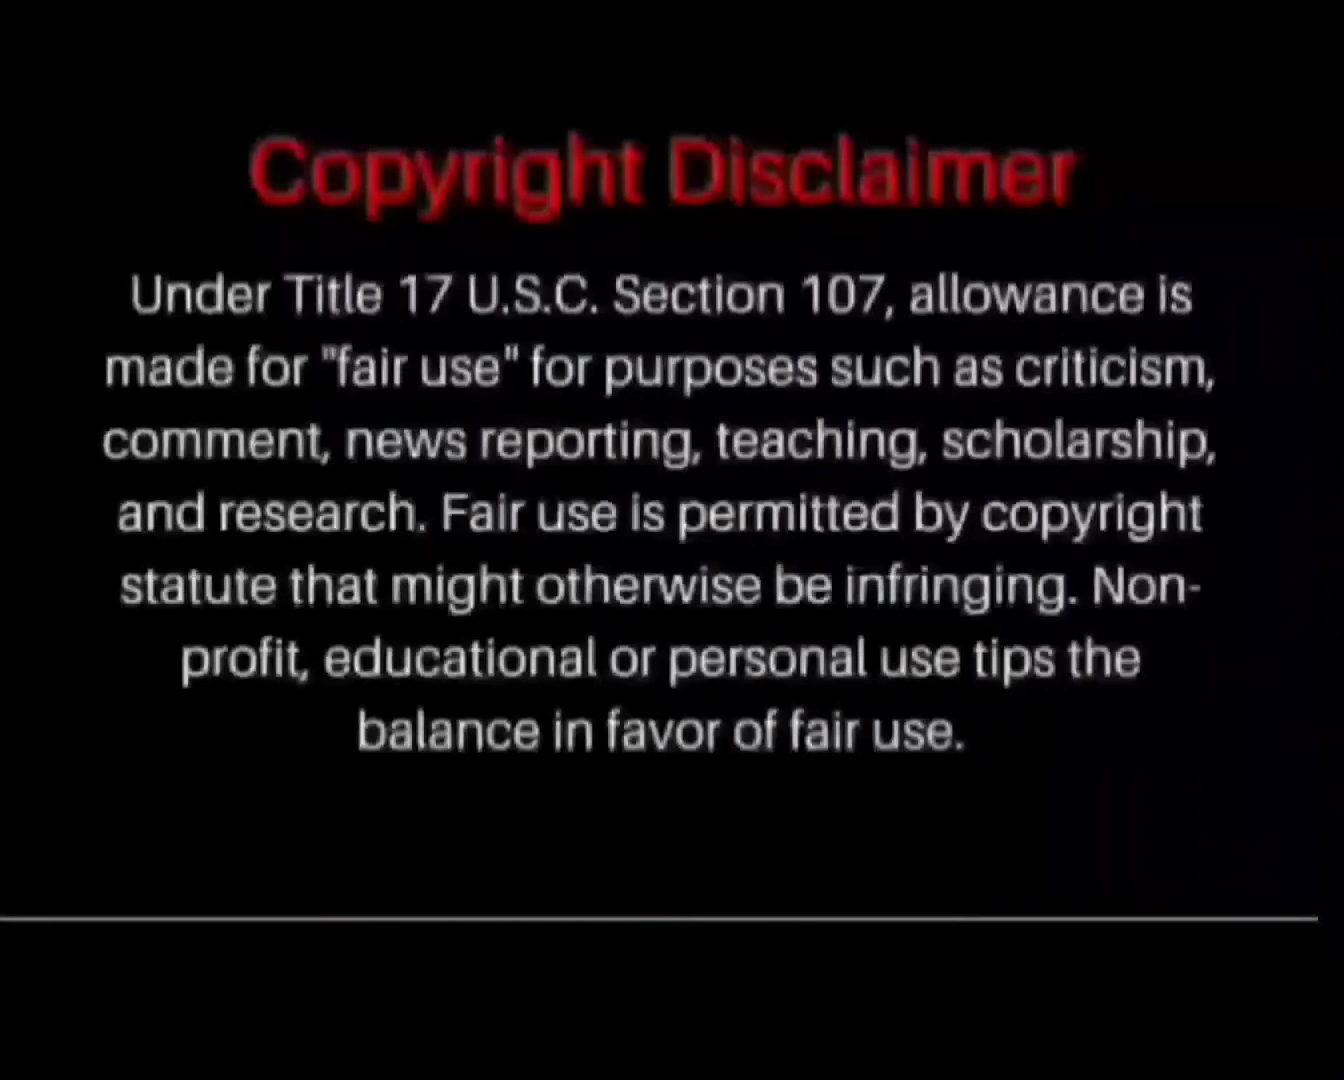 Copyright Disclaimer
Under Title 17 U.S.C. Section 107, allowance is
made for "fair use" for purposes such as criticism,
comment, news reporting, teaching, scholarship,
and research. Fair use is permitted by copyright
statute that might otherwise be infringing. Non-
profit, educational or personal use tips the
balance in favor of fair use.